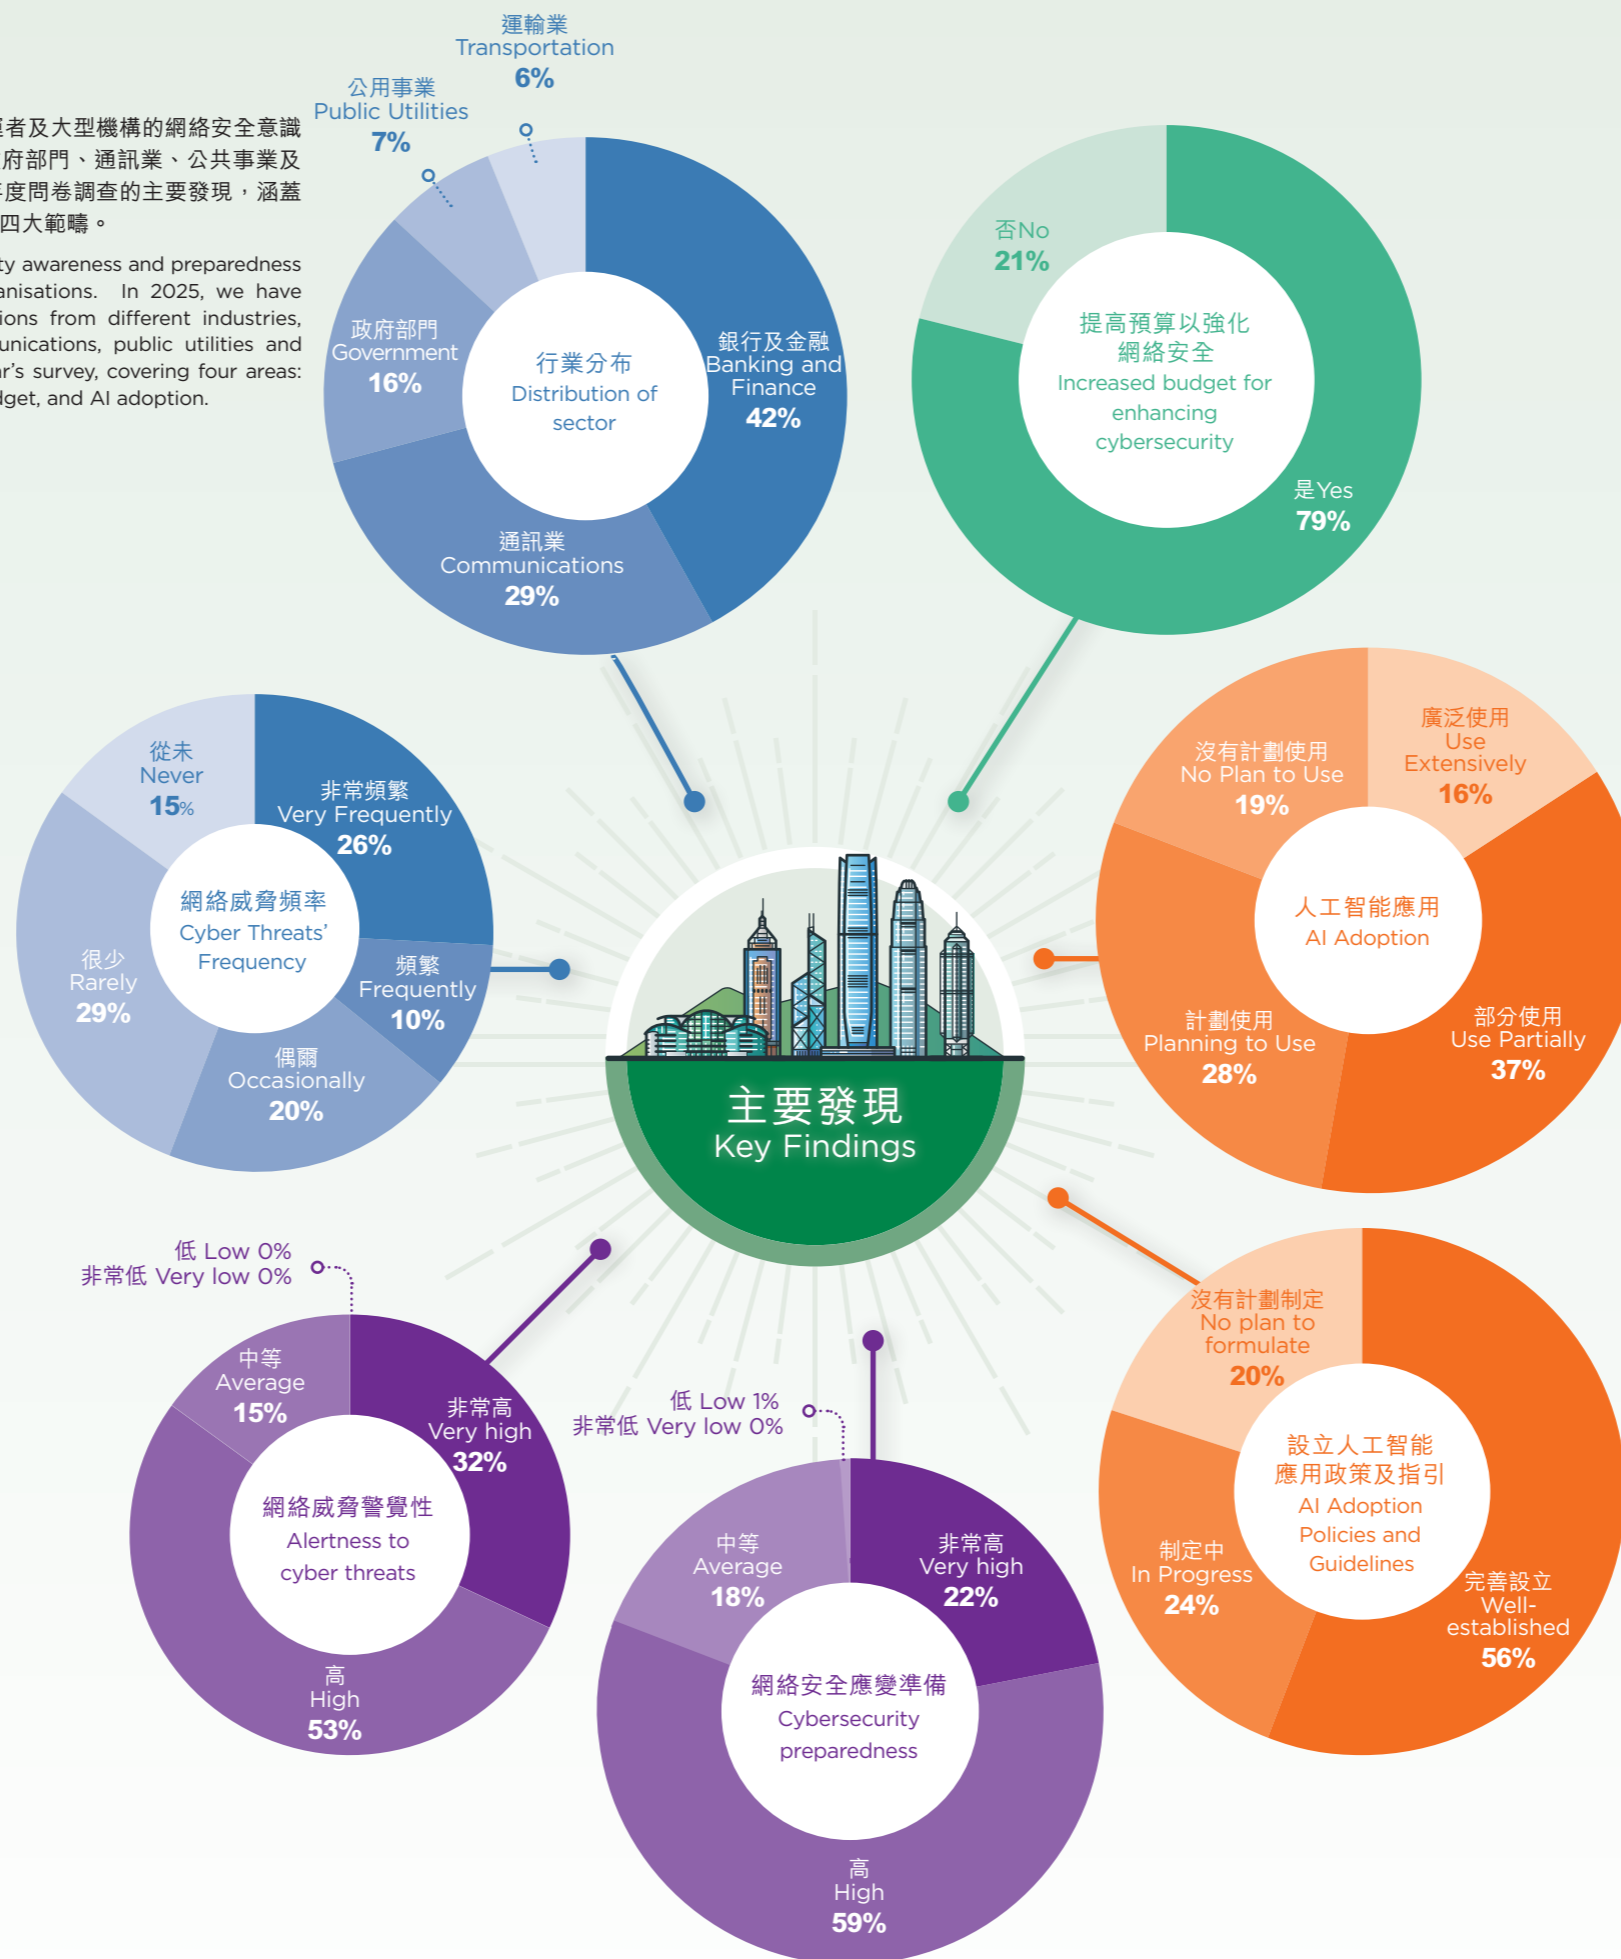 運輸業
Transportation
6%
公用事業
Public Utilities
7%
者及大型機構的網絡安全意識
府部門、通訊業、公共事業及
年度問卷調查的主要發現，涵蓋
四大範疇。
ty awareness and preparedness
anisations. In 2025, we have
tions from different industries,
unications, public utilities and
ar's survey, covering four areas:
dget, and AI adoption.
政府部門
Government
16%
行業分布
Distribution of
sector
銀行及金融
Banking and
Finance
42%
通訊業
Communications
29%
否No
21%
提高預算以強化
網絡安全
Increased budget for
enhancing
cybersecurity
是Yes
79%
從未
Never
15%
非常頻繁
Very Frequently
26%
網絡威脅頻率
Cyber Threats'
Frequency
很少
Rarely
29%
頻繁
Frequently
10%
偶爾
Occasionally
20%
沒有計劃使用
No Plan to Use
19%
廣泛使用
Use
Extensively
16%
人工智能應用
AI Adoption
計劃使用
Planning to Use
28%
部分使用
Use Partially
37%
主要發現
Key Findings
低 Low 0%
非常低 Very low 0%
中等
Average
15%
非常高
Very high
32%
網絡威脅警覺性
Alertness to
cyber threats
高
High
53%
低 Low 1%
非常低 Very low 0%
中等
Average
18%
非常高
Very high
22%
網絡安全應變準備
Cybersecurity
preparedness
高
High
59%
沒有計劃制定
No plan to
formulate
20%
設立人工智能
應用政策及指引
AI Adoption
Policies and
Guidelines
制定中
In Progress
24%
完善設立
Well-
established
56%